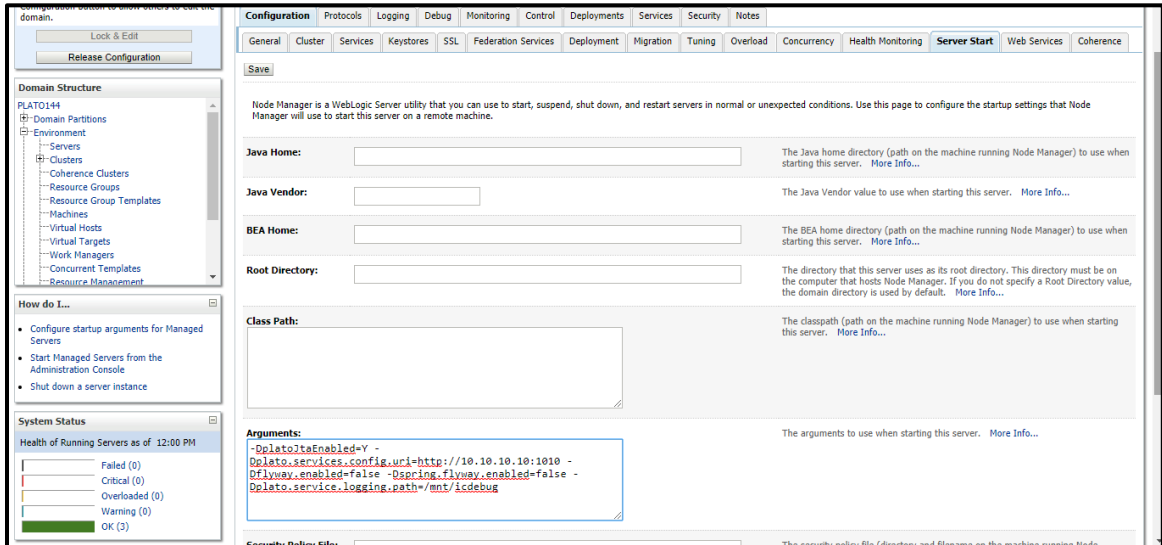 domain.
Lock & Edit
Release Configuration
Domain Structure
PLATO144
Domain Partitions
Environment
Servers
Clusters
Coherence Clusters
Resource Groups
Resource Group Templates
Machines
Virtual Hosts
Virtual Targets
Work Managers
Concurrent Templates
Resource Management
How do I...
Configure startup arguments for Managed
Servers
Start Managed Servers from the
Administration Console
Shut down a server instance
System Status
Health of Running Servers as of 12:00 PM
Failed (0)
Critical (0)
Overloaded (0)
Warning (0)
OK (3)
Configuration Protocols Logging Debug Monitoring Control Deployments Services Security Notes
General Cluster Services Keystores SSL Federation Services Deployment Migration Tuning Overload Concurrency Health Monitoring Server Start Web Services Coherence
Save
Node Manager is a WebLogic Server utility that you can use to start, suspend, shut down, and restart servers in normal or unexpected conditions. Use this page to configure the startup settings that Node
Manager will use to start this server on a remote machine.
Java Home:
The Java home directory (path on the machine running Node Manager) to use when
starting this server. More Info...
Java Vendor:
The Java Vendor value to use when starting this server. More Info...
BEA Home:
The BEA home directory (path on the machine running Node Manager) to use when
starting this server. More Info...
Root Directory:
The directory that this server uses as its root directory. This directory must be on
the computer that hosts Node Manager. If you do not specify a Root Directory value,
the domain directory is used by default. More Info...
Class Path:
The classpath (path on the machine running Node Manager) to use when starting
this server. More Info...
Arguments:
-DplatoJtaEnabled=Y -
Dplato.services.config.uri=http://10.10.10.10:1010 -
Dflyway.enabled=false -Dspring.flyway.enabled=false -
Dplato.service.logging.path=/mnt/icdebug
The arguments to use when starting this server. More Info...
Security Policy File:
The security policy file (directory and filename on the machine running Node